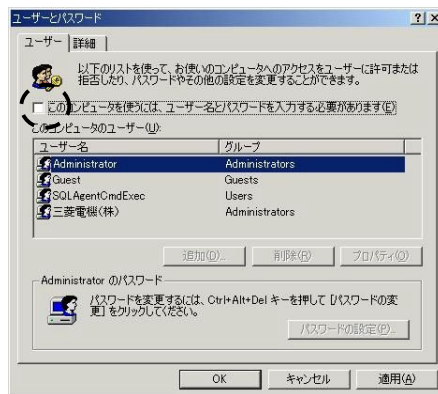 ユーザーとパスワード
ユーザー 詳細
以下のリストを使って、お使いのコンピュータへのアクセスをユーザーに許可または
拒否したり、パスワードやその他の設定を変更することができます。
このコンピュータを使うには、ユーザー名とパスワードを入力する必要があります(E)
このコンピュータのユーザー(U):
ユーザー名 グループ
Administrator Administrators
Guest Guests
SQLAgentCmdExec Users
三菱電機(株) Administrators
追加(D)... 削除(R) プロパティ(O)
Administrator のパスワード
パスワードを変更するには、Ctrl+Alt+Del キーを押して [パスワードの変
更] をクリックしてください。
パスワードの設定(P)...
OK キャンセル 適用(A)